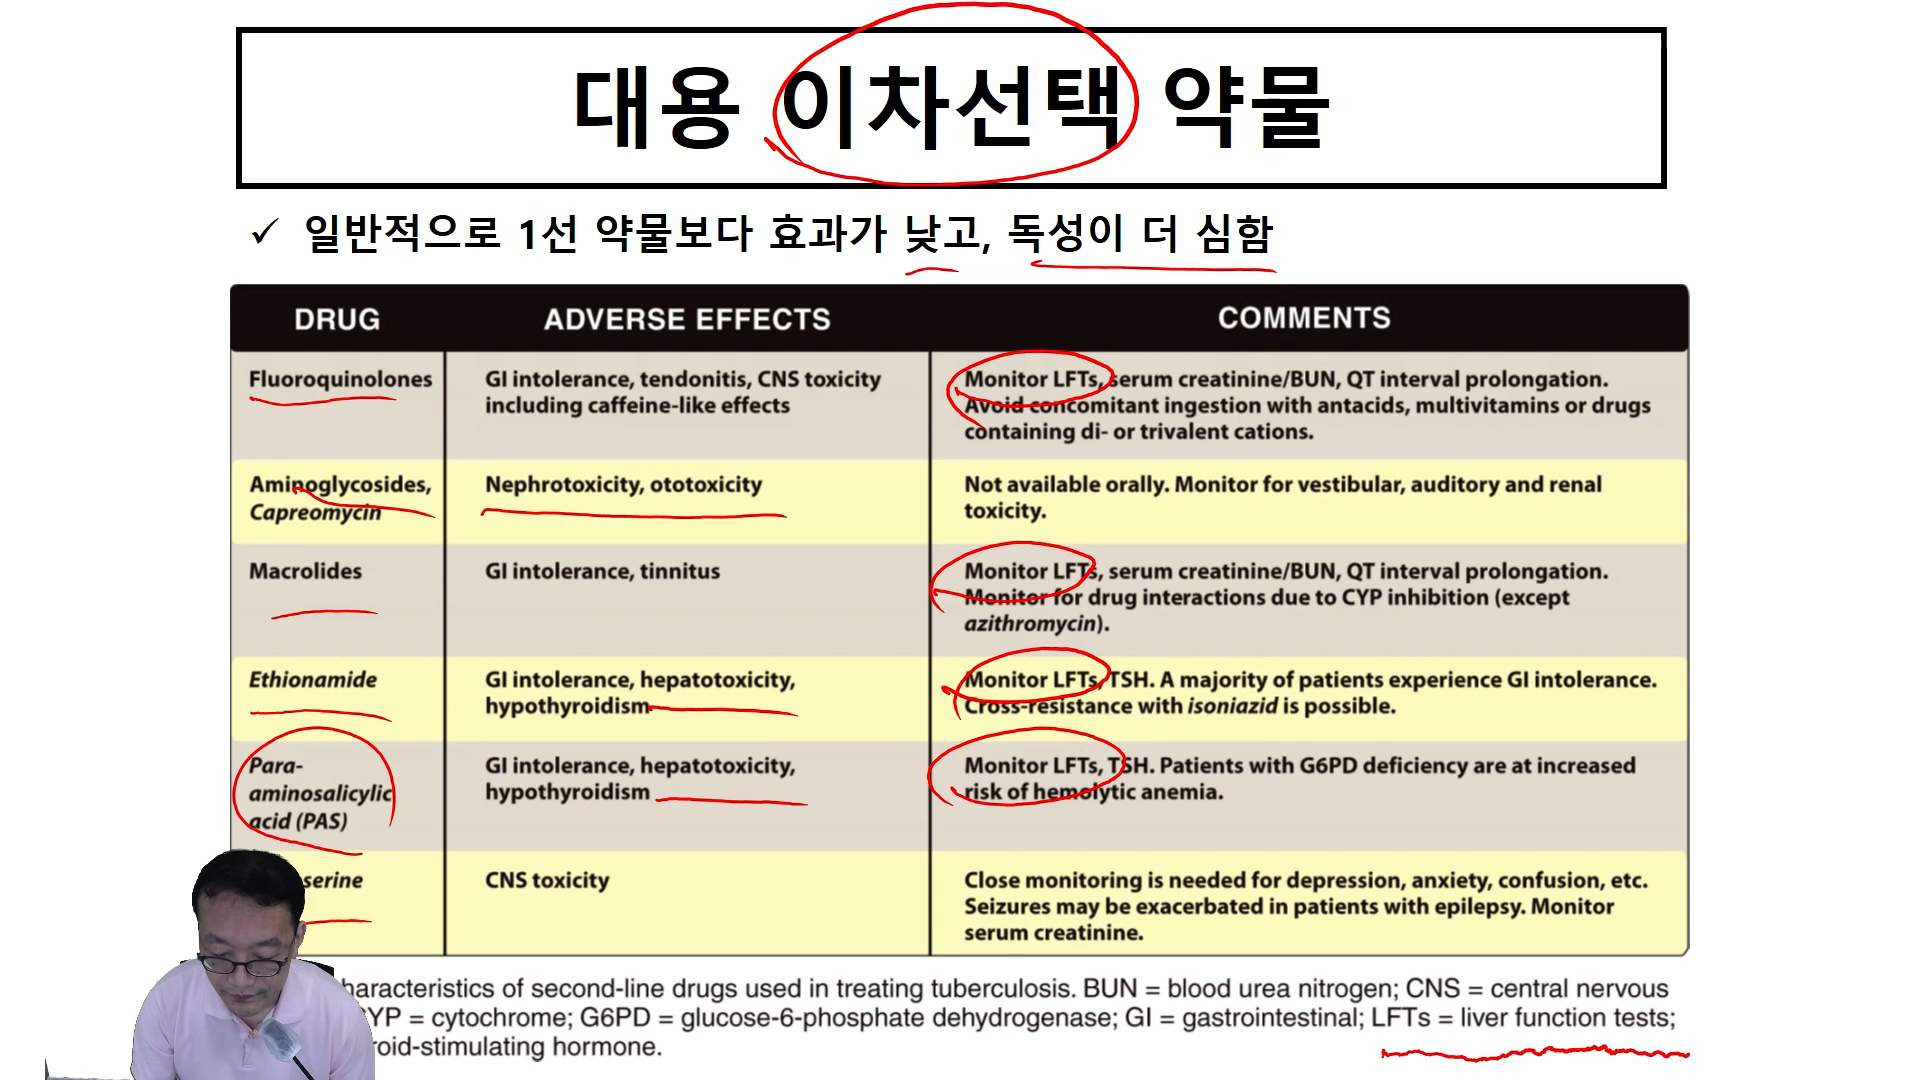 대용 이차선택 약물
✓ 일반적으로 1선 약물보다 효과가 낮고, 독성이 더 심함
DRUG ADVERSE EFFECTS COMMENTS
Fluoroquinolones
GI intolerance, tendonitis, CNS toxicity
including caffeine-like effects
Monitor LFTs, serum creatinine/BUN, QT interval prolongation.
Avoid concomitant ingestion with antacids, multivitamins or drugs
containing di- or trivalent cations.
Aminoglycosides,
Capreomycin
Nephrotoxicity, ototoxicity
Not available orally. Monitor for vestibular, auditory and renal
toxicity.
Macrolides
GI intolerance, tinnitus
Monitor LFTs, serum creatinine/BUN, QT interval prolongation.
Monitor for drug interactions due to CYP inhibition (except
azithromycin).
Ethionamide
GI intolerance, hepatotoxicity,
hypothyroidism
Monitor LFTs, TSH. A majority of patients experience GI intolerance.
Cross-resistance with isoniazid is possible.
Para-
aminosalicylic
acid (PAS)
GI intolerance, hepatotoxicity,
hypothyroidism
Monitor LFTs, TSH. Patients with G6PD deficiency are at increased
risk of hemolytic anemia.
serine
CNS toxicity
Close monitoring is needed for depression, anxiety, confusion, etc.
Seizures may be exacerbated in patients with epilepsy. Monitor
serum creatinine.
haracteristics of second-line drugs used in treating tuberculosis. BUN = blood urea nitrogen; CNS = central nervous
YP = cytochrome; G6PD = glucose-6-phosphate dehydrogenase; GI = gastrointestinal; LFTs = liver function tests;
roid-stimulating hormone.